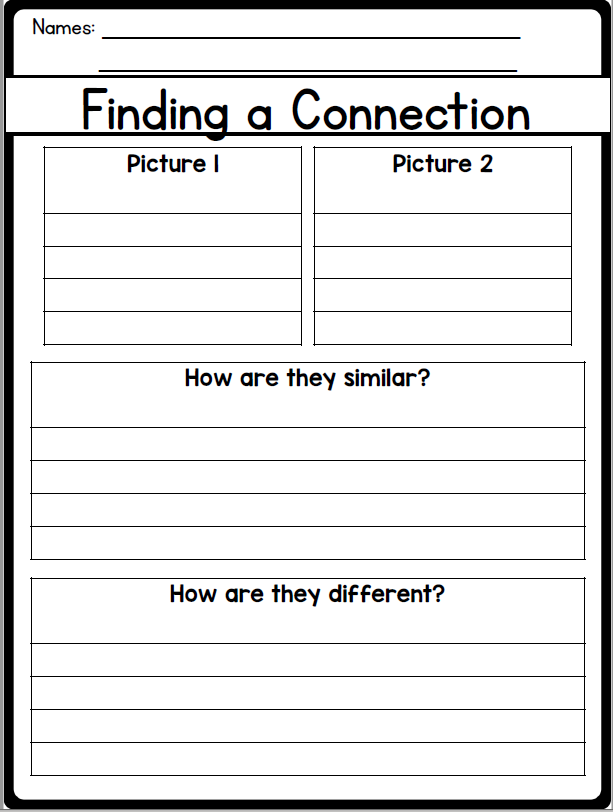 Names:
Finding a Connection
Picture 1
Picture 2
How are they similar?
How are they different?